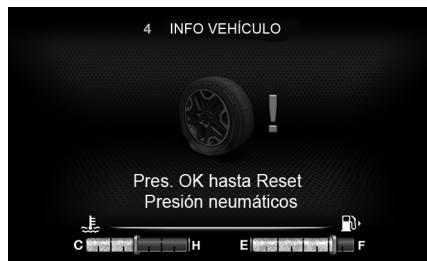 4 INFO VEHÍCULO
!
Pres. OK hasta Reset
Presión neumáticos
C H E F